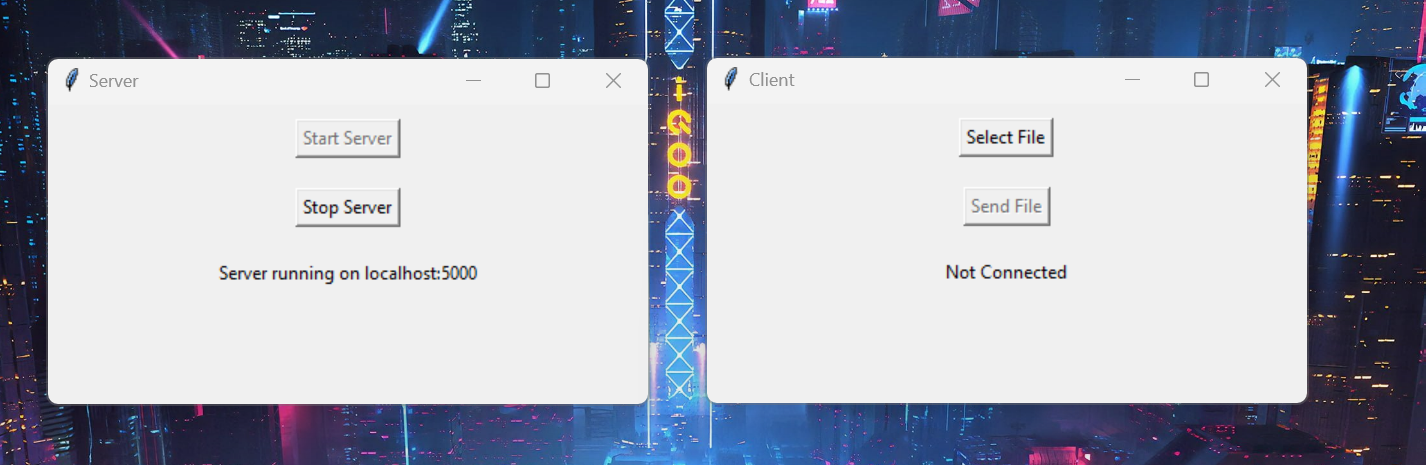 Server
Start Server
Stop Server
Server running on localhost:5000
Client
Select File
Send File
Not Connected